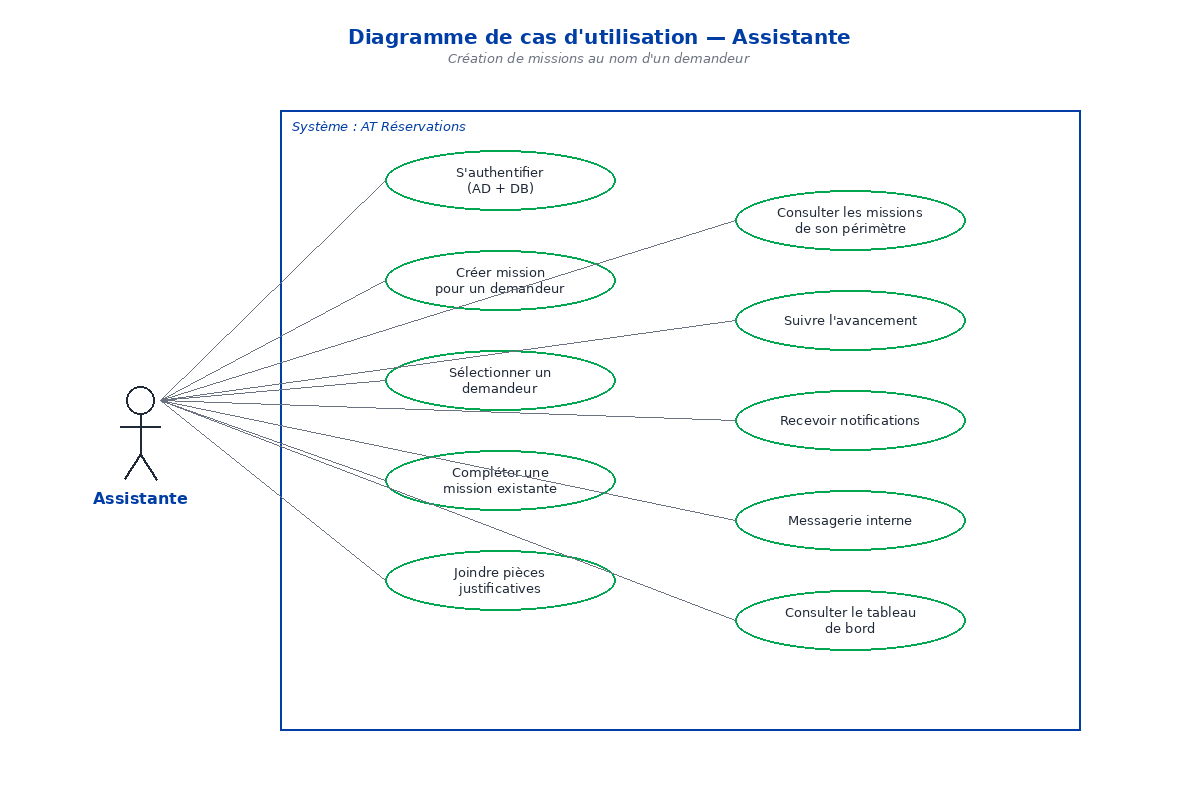 Diagramme de cas d'utilisation — Assistante
Création de missions au nom d'un demandeur
Système : AT Réservations
S'authentifier
(AD + DB)
Créer mission
pour un demandeur
Sélectionner un
demandeur
Compléter une
mission existante
Joindre pièces
justificatives
Consulter les missions
de son périmètre
Suivre l'avancement
Recevoir notifications
Messagerie interne
Consulter le tableau
de bord
Assistante